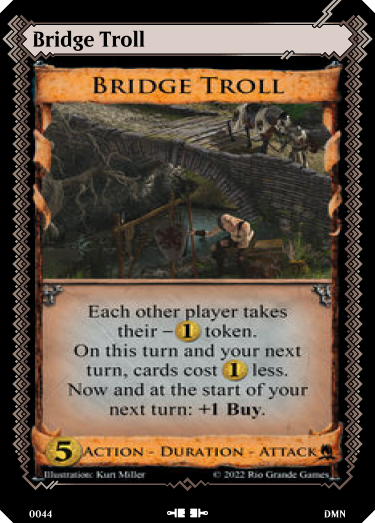 Bridge Troll
BRIDGE TROLL
Each other player takes
their –1 token.
On this turn and your next
turn, cards cost 1 less.
Now and at the start of your
next turn: +1 Buy.
5 ACTION - DURATION - ATTACK
Illustration: Kurt Miller © 2022 Rio Grande Games
0044 DMN